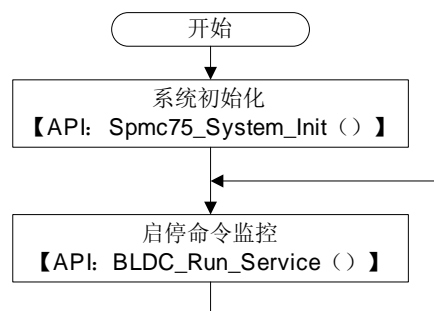 开始
系统初始化
【API：Spmc75_System_Init（）】
启停命令监控
【API：BLDC_Run_Service（）】